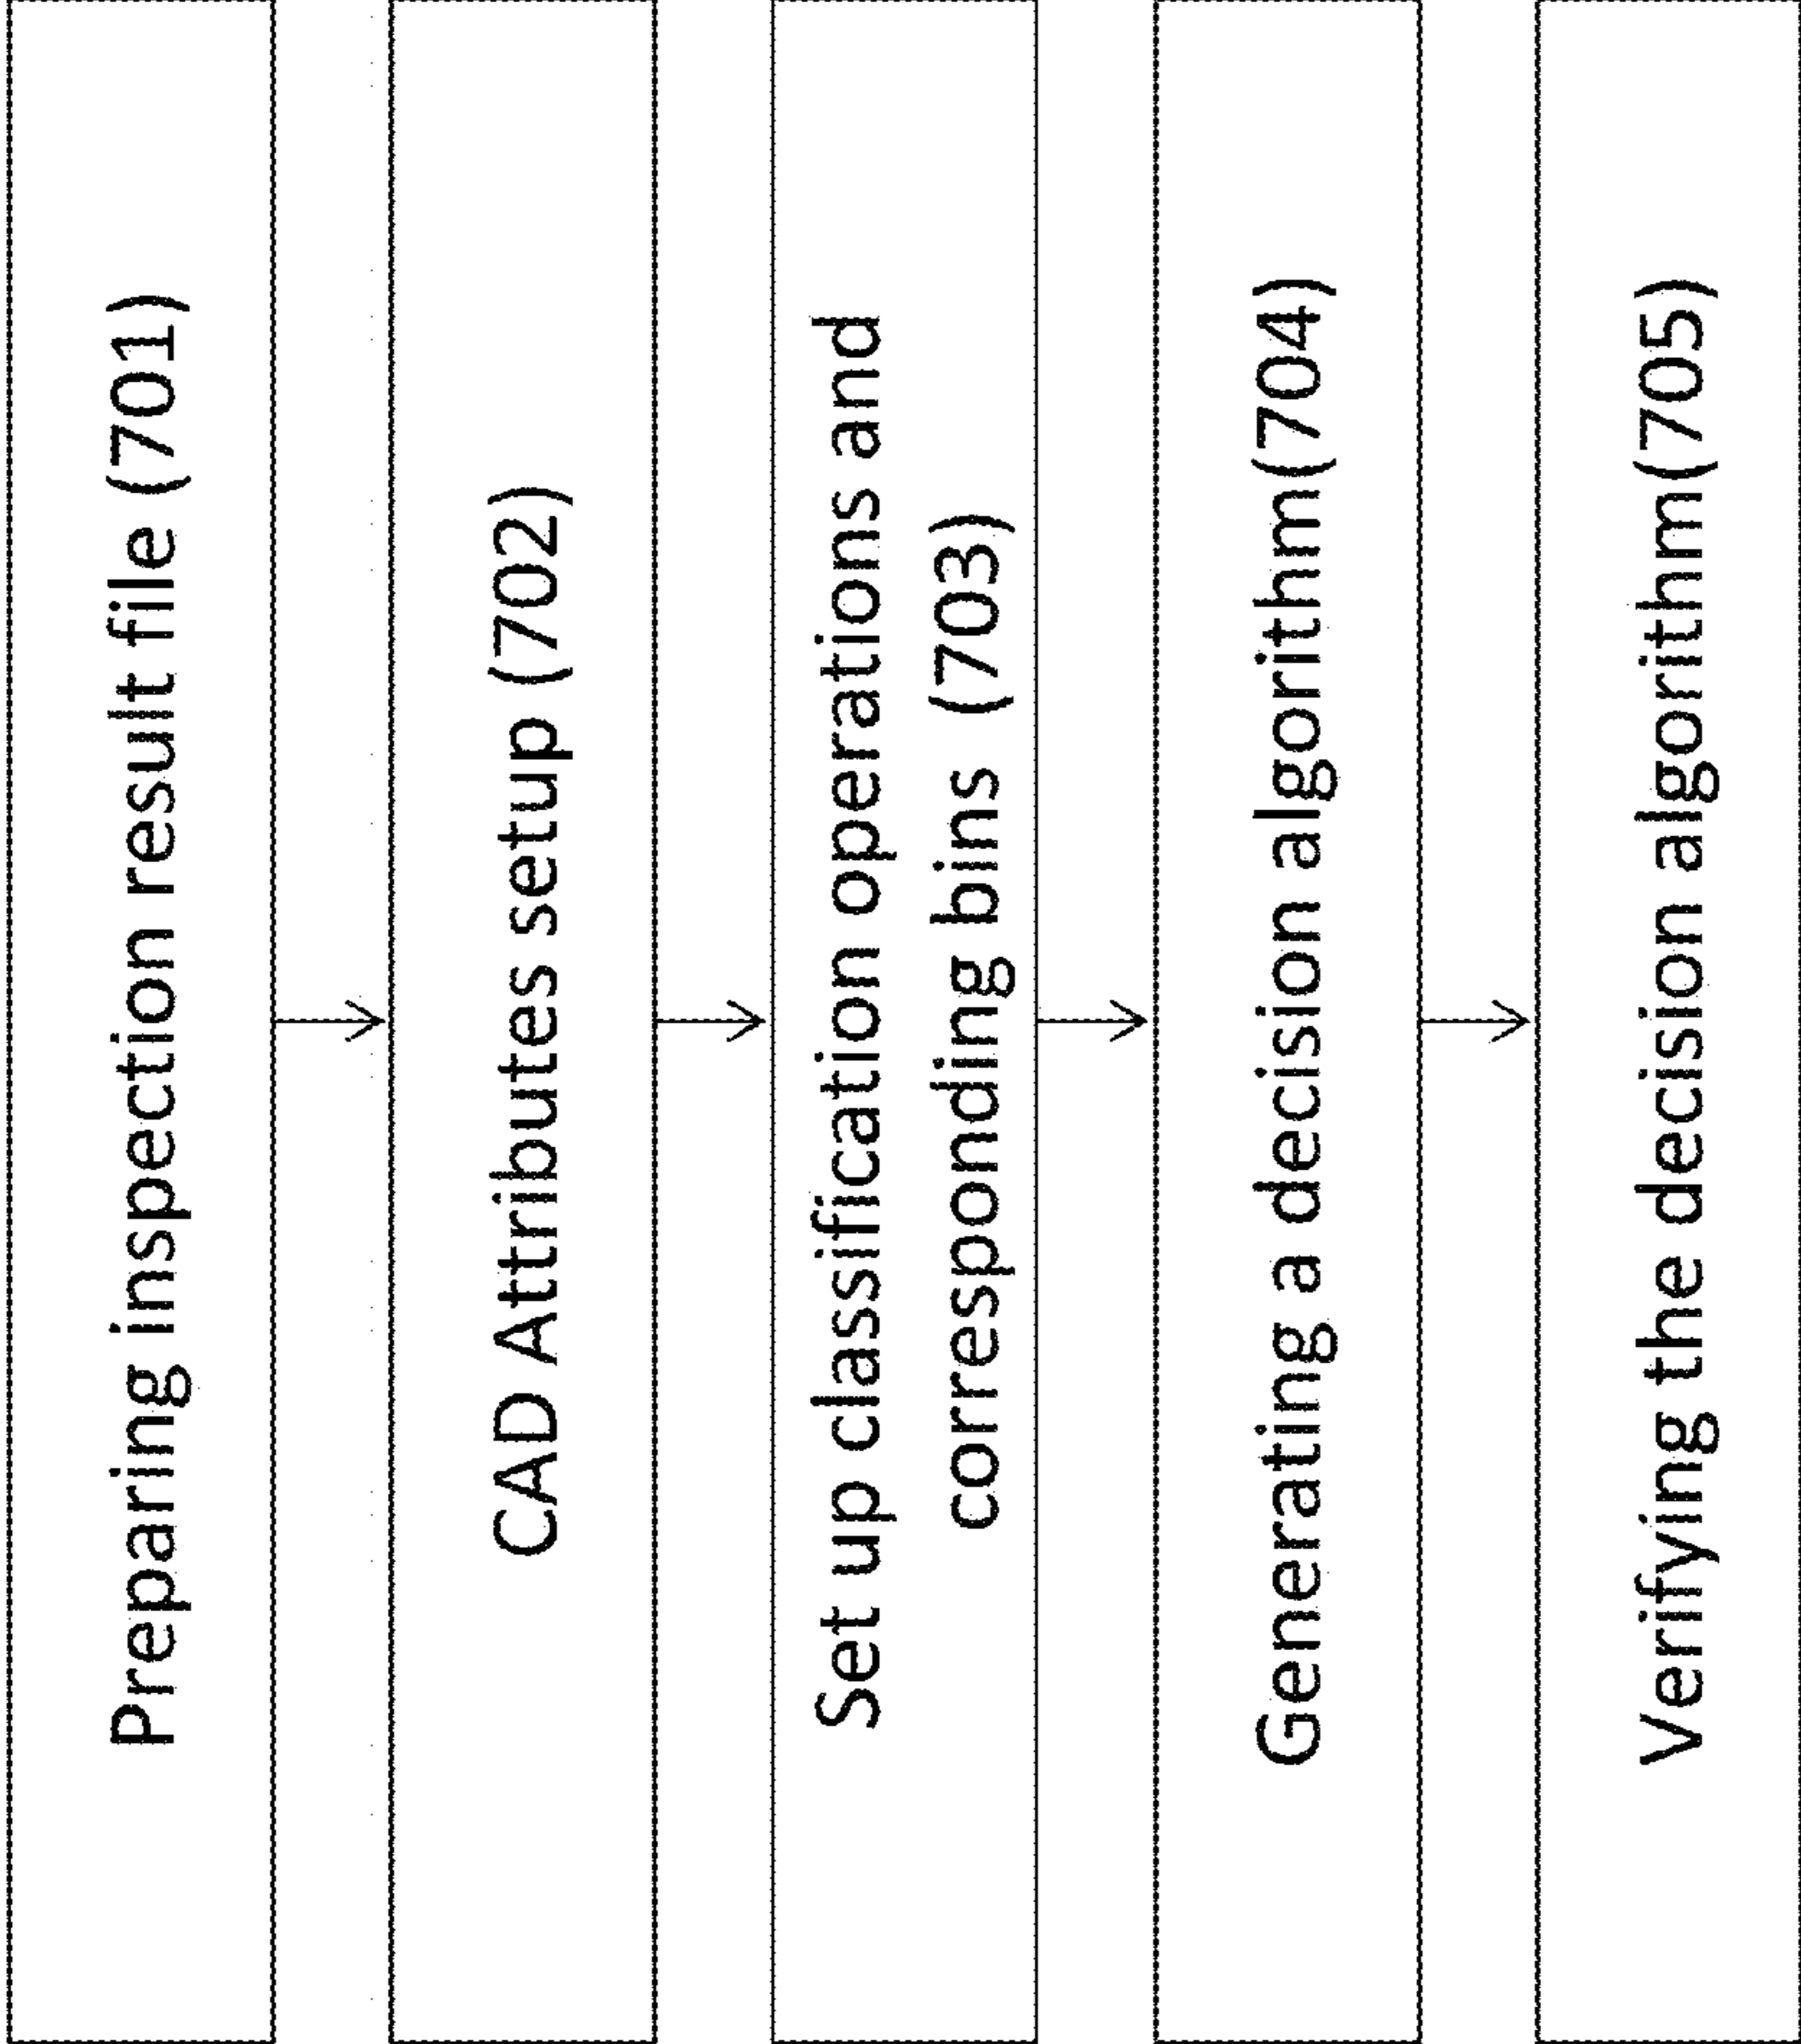 Preparing inspection result file (701)
CAD Attributes setup (702)
Set up classification operations and
corresponding bins (703)
Generating a decision algorithm(704)
Verifying the decision algorithm(705)